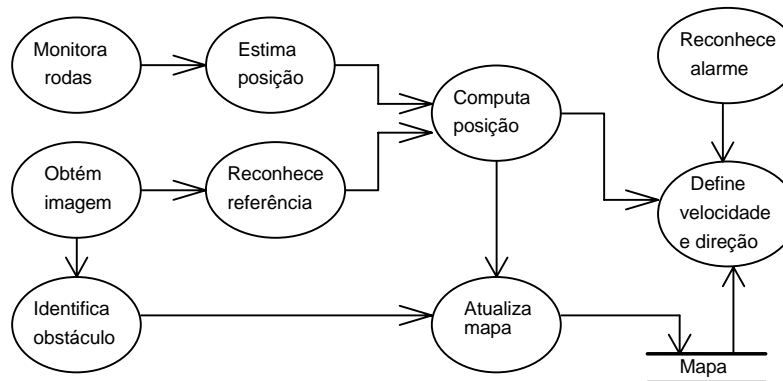 Monitora
rodas
Estima
posição
Computa
posição
Reconhece
alarme
Obtém
imagem
Reconhece
referência
Define
velocidade
e direção
Identifica
obstáculo
Atualiza
mapa
Mapa